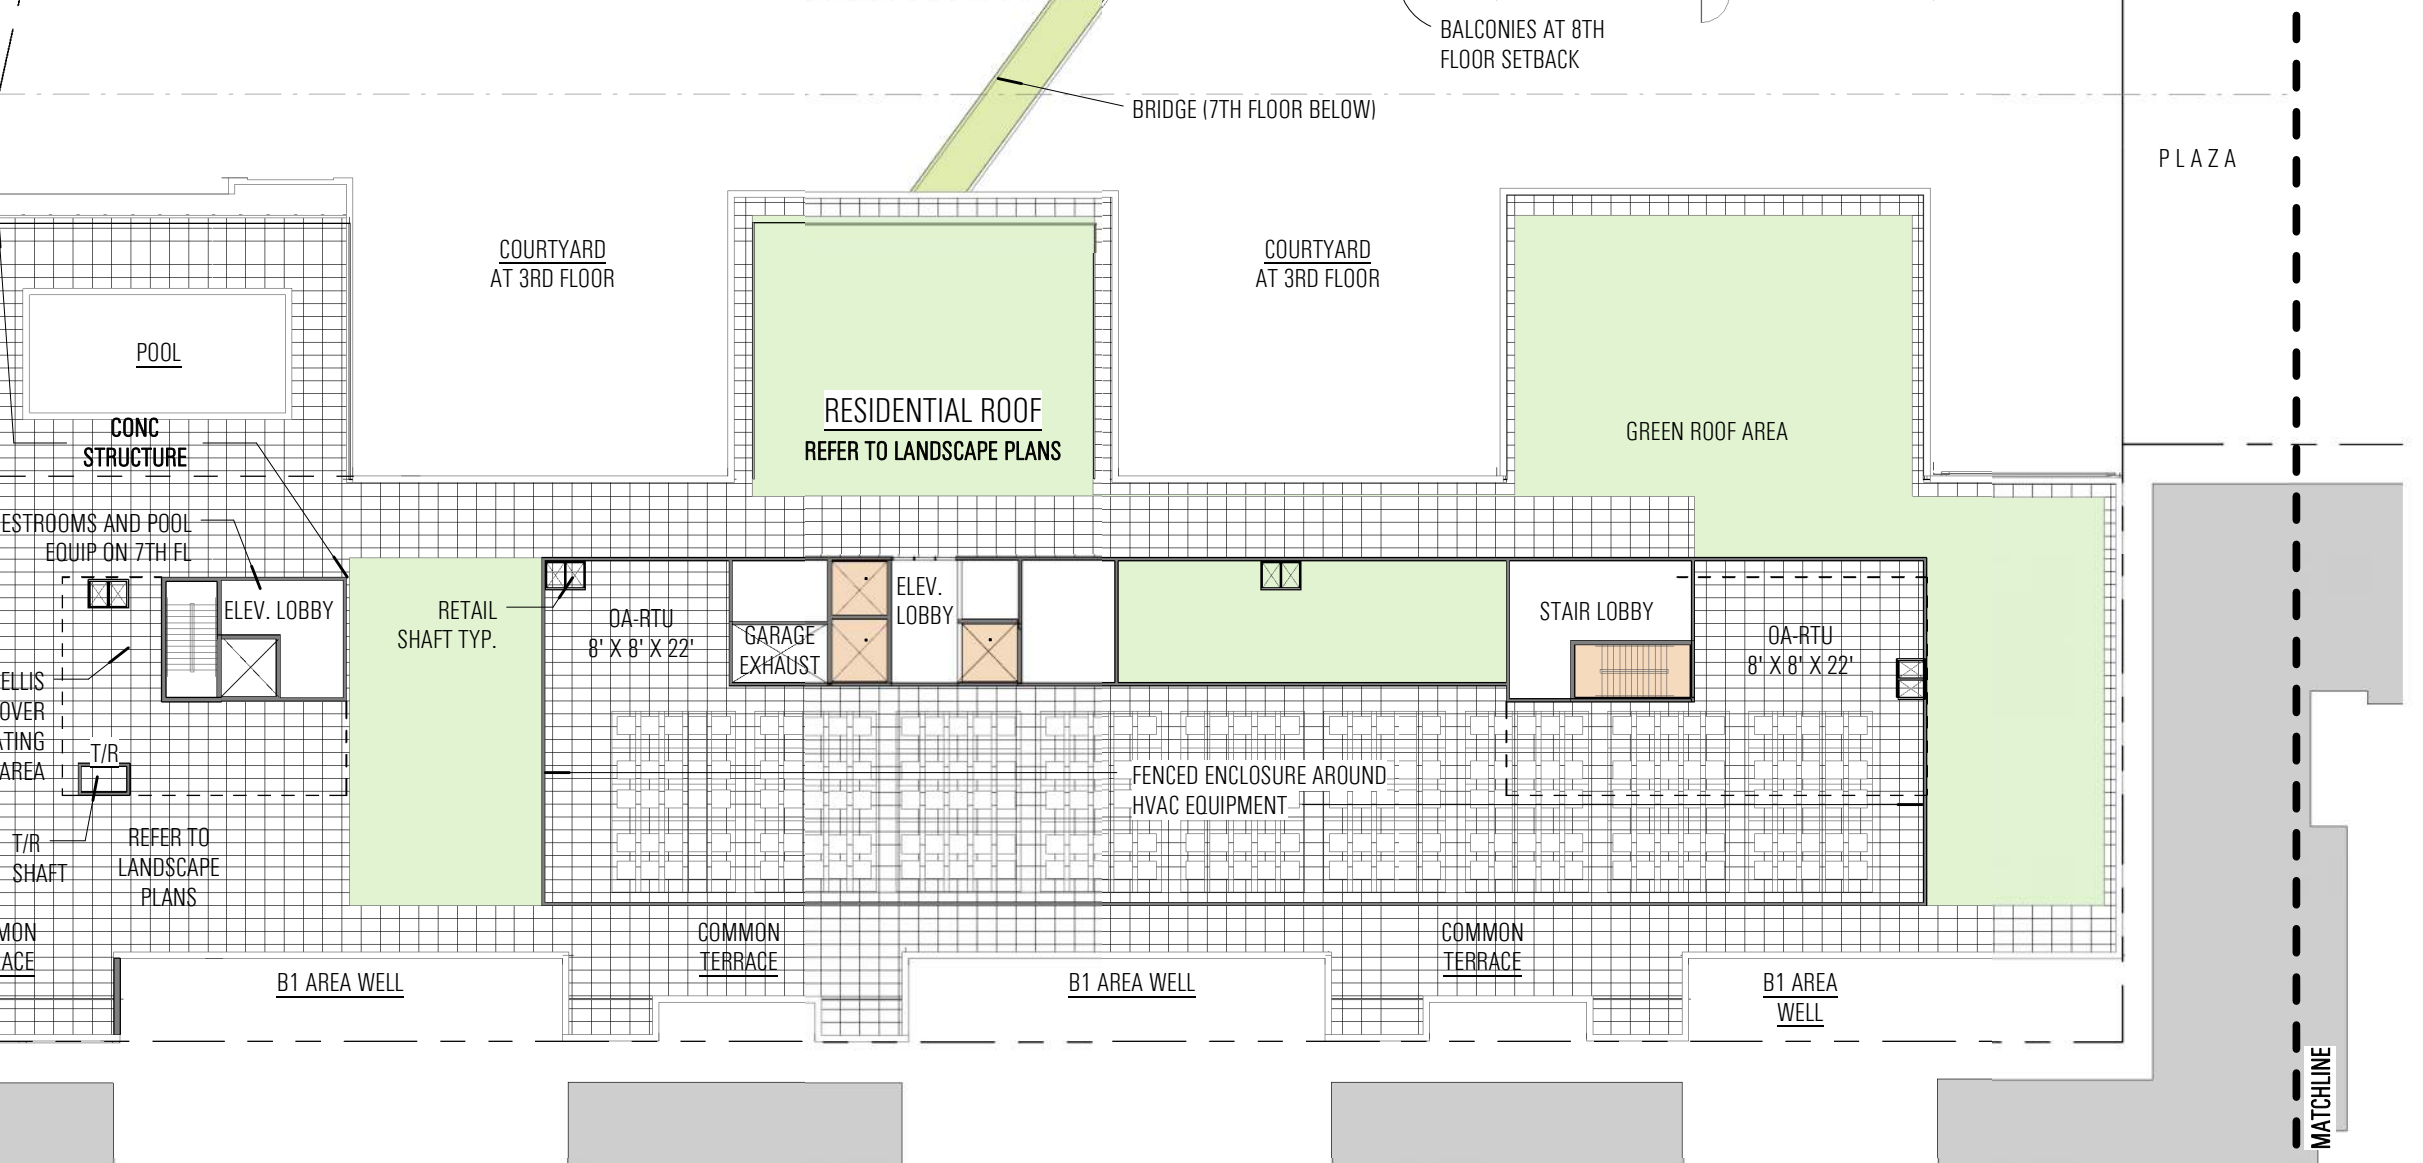 BALCONIES AT 8TH
FLOOR SETBACK
BRIDGE (7TH FLOOR BELOW)
PLAZA
COURTYARD
AT 3RD FLOOR
COURTYARD
AT 3RD FLOOR
POOL
RESIDENTIAL ROOF
REFER TO LANDSCAPE PLANS
GREEN ROOF AREA
CONC
STRUCTURE
ESTROOMS AND POOL
EQUIP ON 7TH FL
ELEV. LOBBY
RETAIL
SHAFT TYP.
OA-RTU
8' X 8' X 22'
GARAGE
EXHAUST
ELEV.
LOBBY
STAIR LOBBY
OA-RTU
8' X 8' X 22'
ELLIS
OVER
ATING
AREA
T/R
T/R
SHAFT
REFER TO
LANDSCAPE
PLANS
FENCED ENCLOSURE AROUND
HVAC EQUIPMENT
MON
ACE
COMMON
TERRACE
COMMON
TERRACE
B1 AREA WELL
B1 AREA WELL
B1 AREA
WELL
MATCHLINE